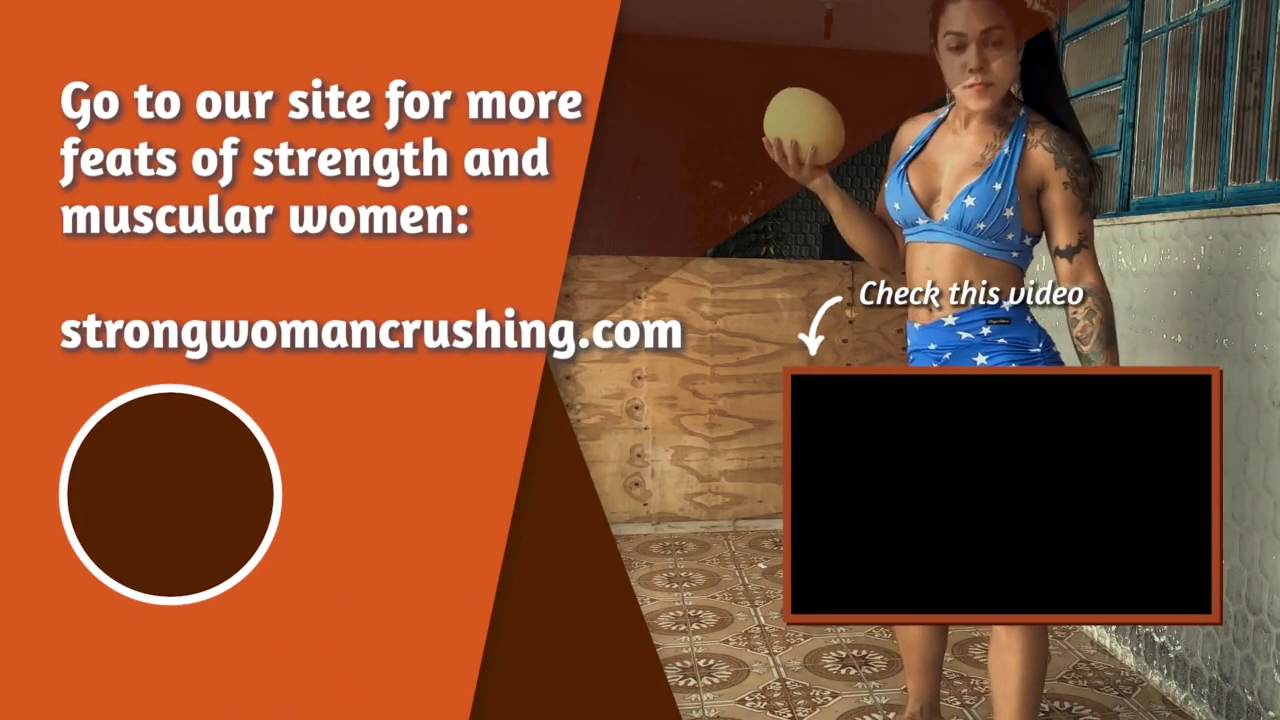 Go to our site for more
feats of strength and
muscular women:
strongwomancrushing.com
Check this video